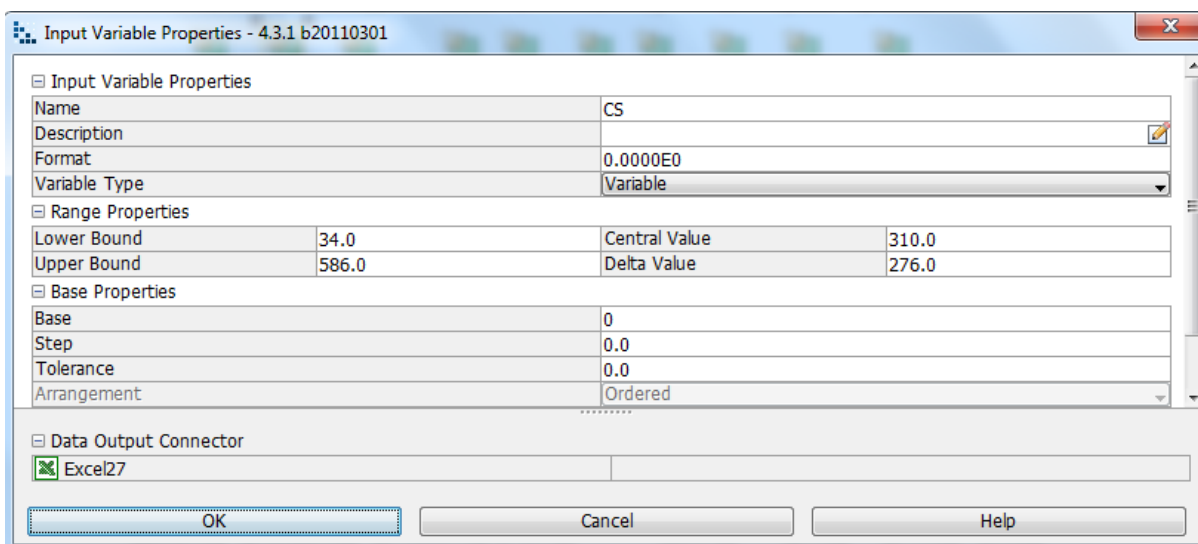 Input Variable Properties - 4.3.1 b20110301
Input Variable Properties
Name CS
Description
Format 0.0000E0
Variable Type Variable
Range Properties
Lower Bound 34.0 Central Value 310.0
Upper Bound 586.0 Delta Value 276.0
Base Properties
Base 0
Step 0.0
Tolerance 0.0
Arrangement Ordered
Data Output Connector
Excel27
OK Cancel Help